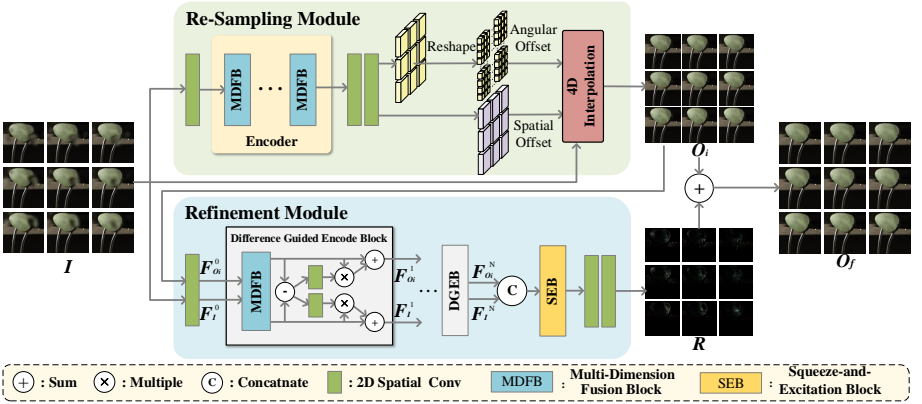 Re-Sampling Module
MDFB
MDFB
Encoder
Reshape
Angular
Offset
Spatial
Offset
4D
Interpolation
I
O_i
O_f
Refinement Module
Difference Guided Encode Block
F_{Oi}^0
F_I^0
MDFB
-
×
×
+
+
F_{Oi}^1
F_I^1
...
DGEB
F_{Oi}^N
F_I^N
C
SEB
+
R
+ : Sum
× : Multiple
C : Concatnate
: 2D Spatial Conv
MDFB : Multi-Dimension
Fusion Block
SEB : Squeeze-and-
Excitation Block